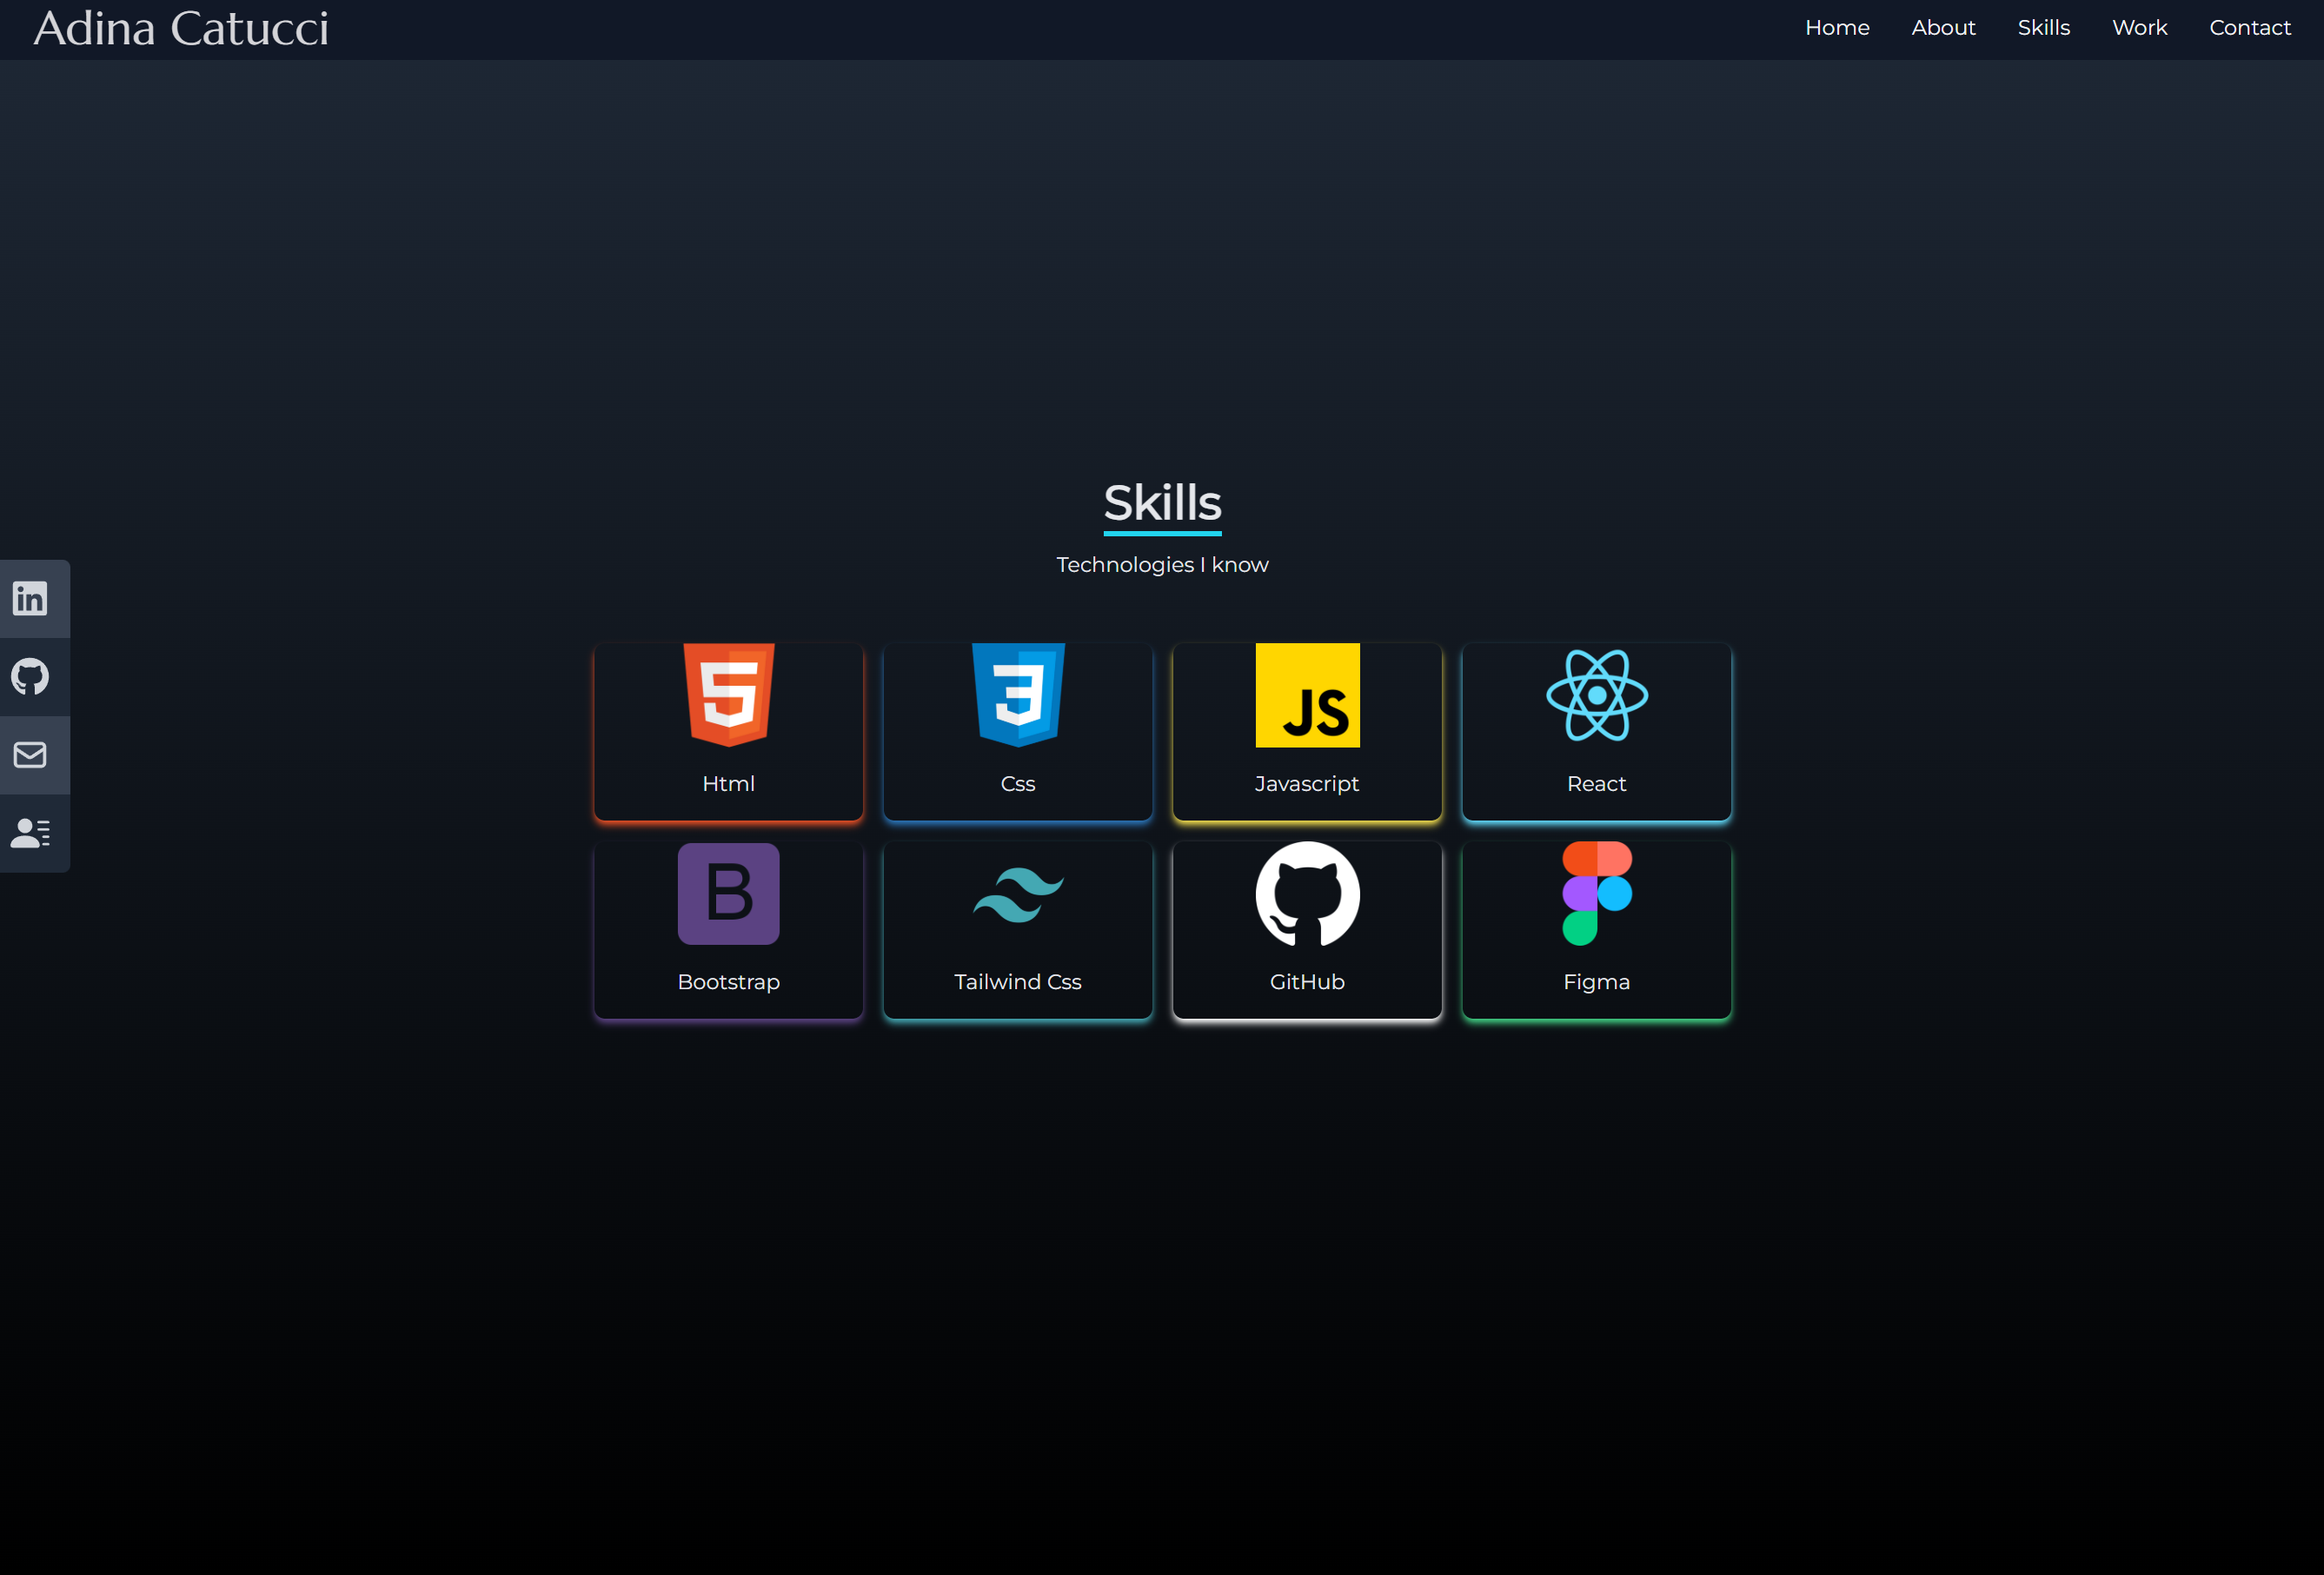 Adina Catucci
Home About Skills Work Contact
Skills
Technologies I know
in
5 3 JS
Html Css Javascript React
B
Bootstrap Tailwind Css GitHub Figma